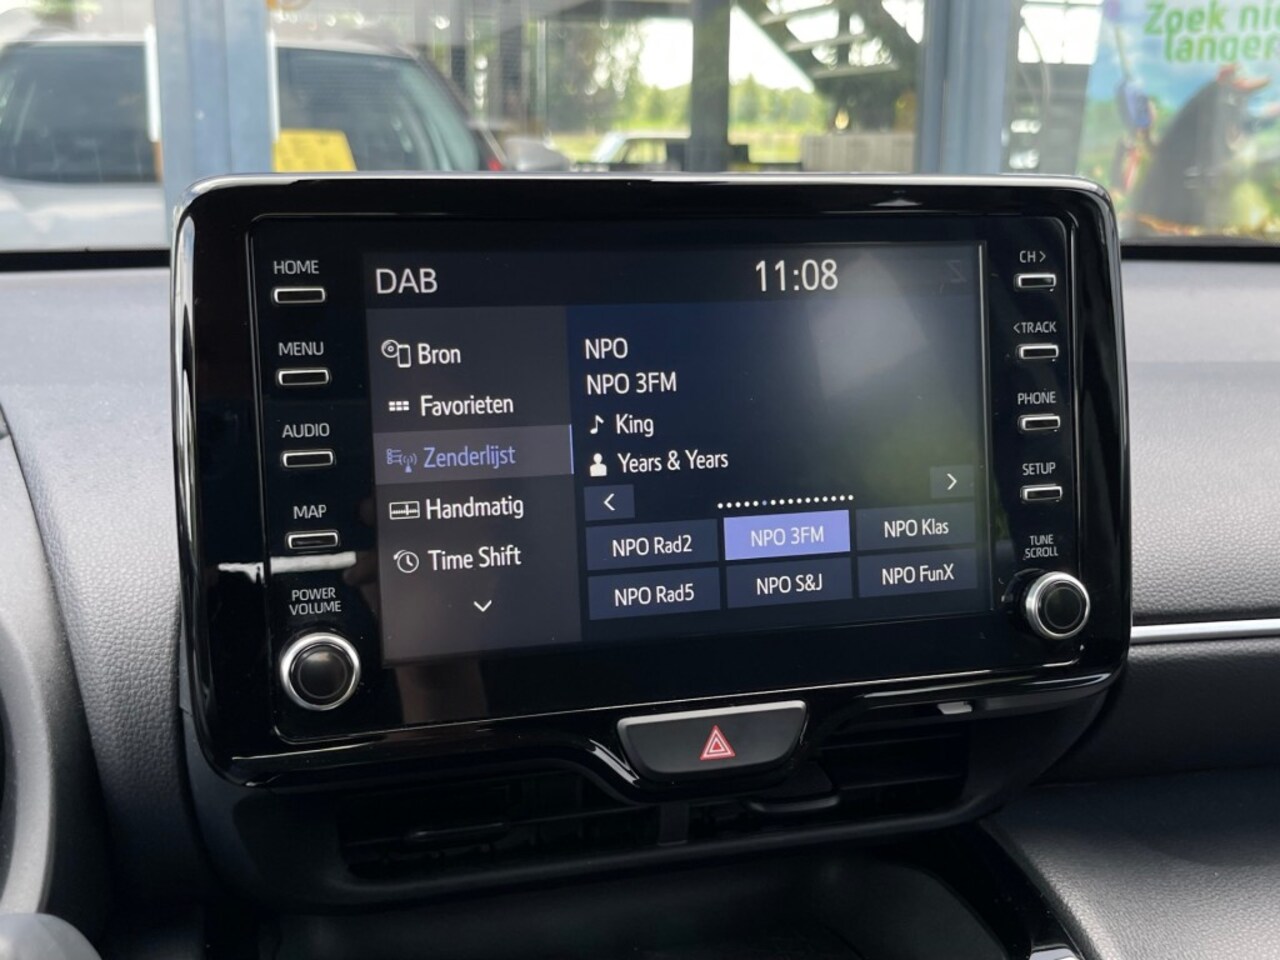 Zoek nie
langer
HOME
MENU
AUDIO
MAP
POWER
VOLUME
DAB
11:08
Bron
Favorieten
Zenderlijst
Handmatig
Time Shift
NPO
NPO 3FM
King
Years & Years
NPO Rad2
NPO 3FM
NPO Klas
NPO Rad5
NPO S&J
NPO FunX
CH>
<TRACK
PHONE
SETUP
TUNE
SCROLL